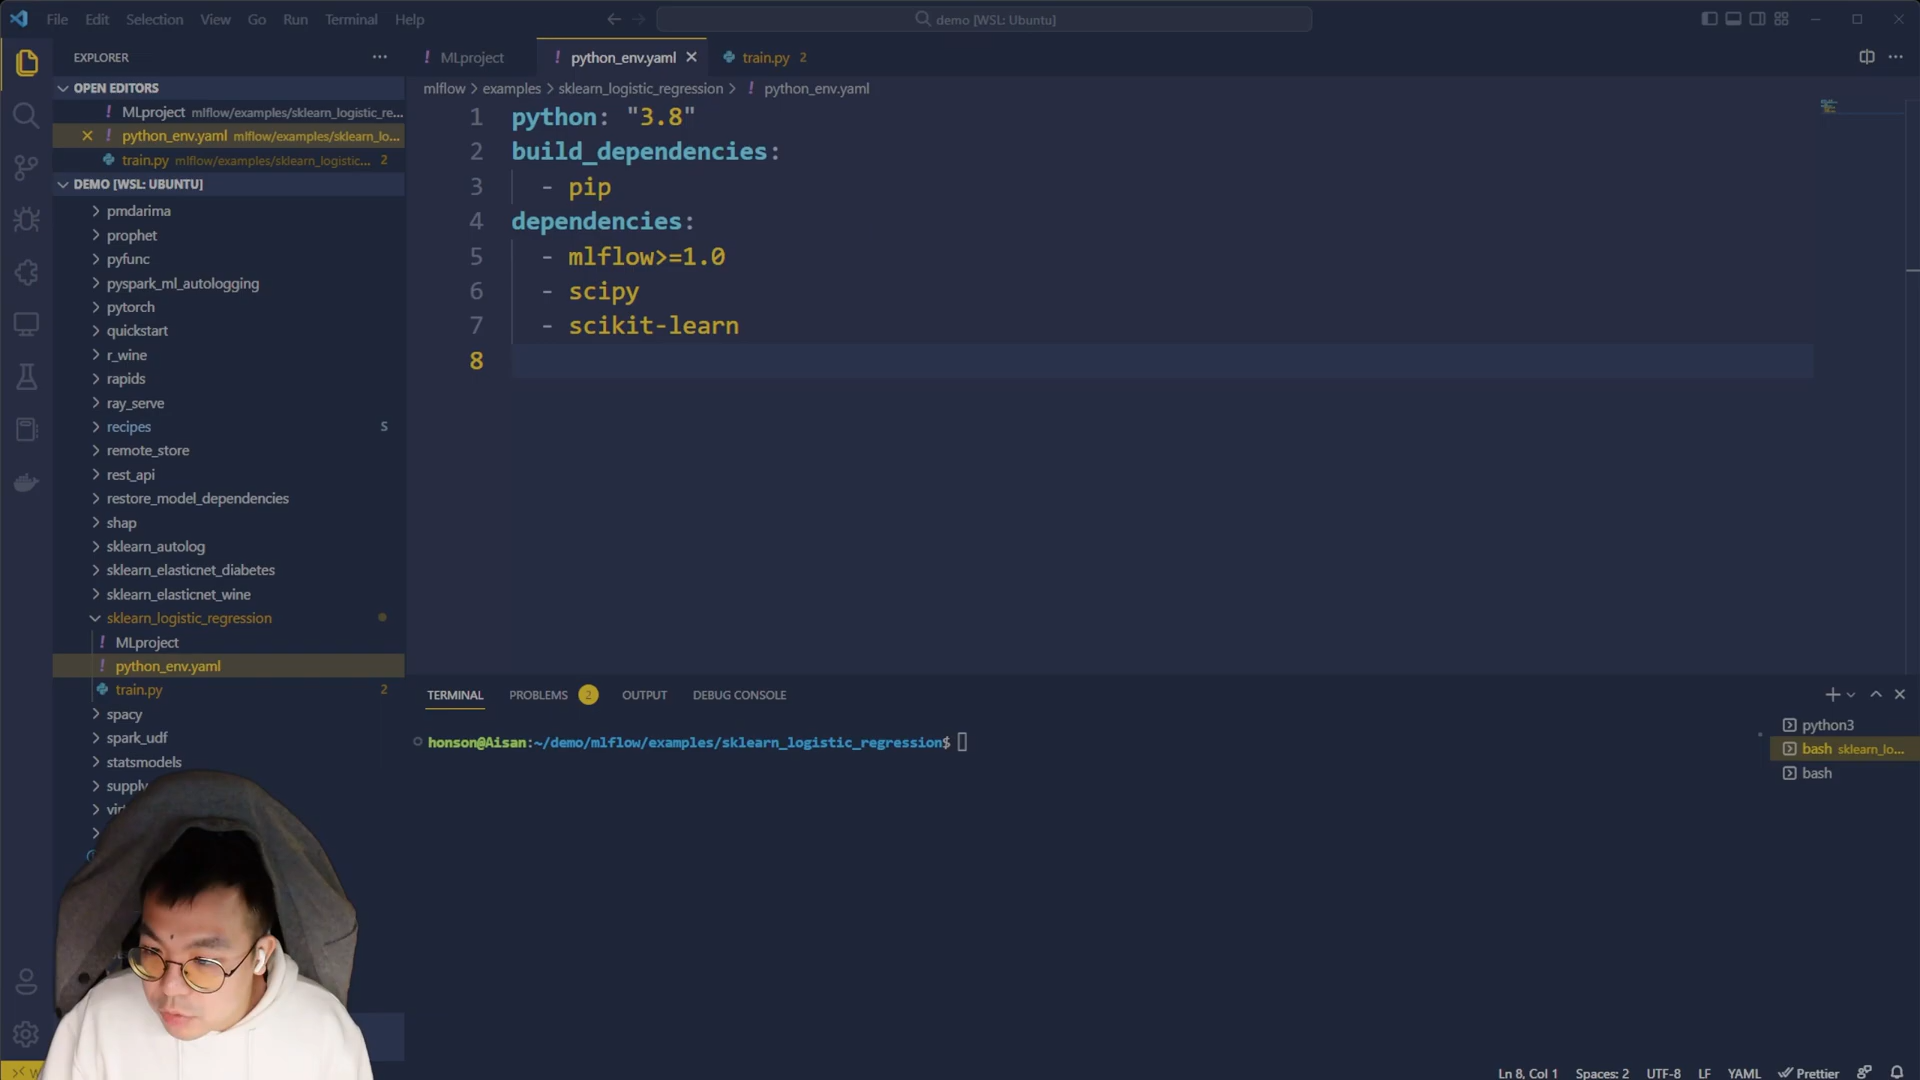 File Edit Selection View Go Run Terminal Help
demo [WSL: Ubuntu]
EXPLORER
OPEN EDITORS
MLproject mlflow/examples/sklearn_logistic_re...
python_env.yaml mlflow/examples/sklearn_lo...
train.py mlflow/examples/sklearn_logistic... 2
DEMO [WSL: UBUNTU]
pmdarima
prophet
pyfunc
pyspark_ml_autologging
pytorch
quickstart
r_wine
rapids
ray_serve
recipes S
remote_store
rest_api
restore_model_dependencies
shap
sklearn_autolog
sklearn_elasticnet_diabetes
sklearn_elasticnet_wine
sklearn_logistic_regression
! MLproject
! python_env.yaml
train.py 2
spacy
spark_udf
statsmodels
supply
! MLproject
! python_env.yaml
train.py 2
mlflow > examples > sklearn_logistic_regression > ! python_env.yaml
1 python: "3.8"
2 build_dependencies:
3 - pip
4 dependencies:
5 - mlflow>=1.0
6 - scipy
7 - scikit-learn
8
TERMINAL PROBLEMS 2 OUTPUT DEBUG CONSOLE
honson@Aisan:~/demo/mlflow/examples/sklearn_logistic_regression$
python3
bash sklearn_lo...
bash
Ln 8, Col 1 Spaces: 2 UTF-8 LF YAML Prettier